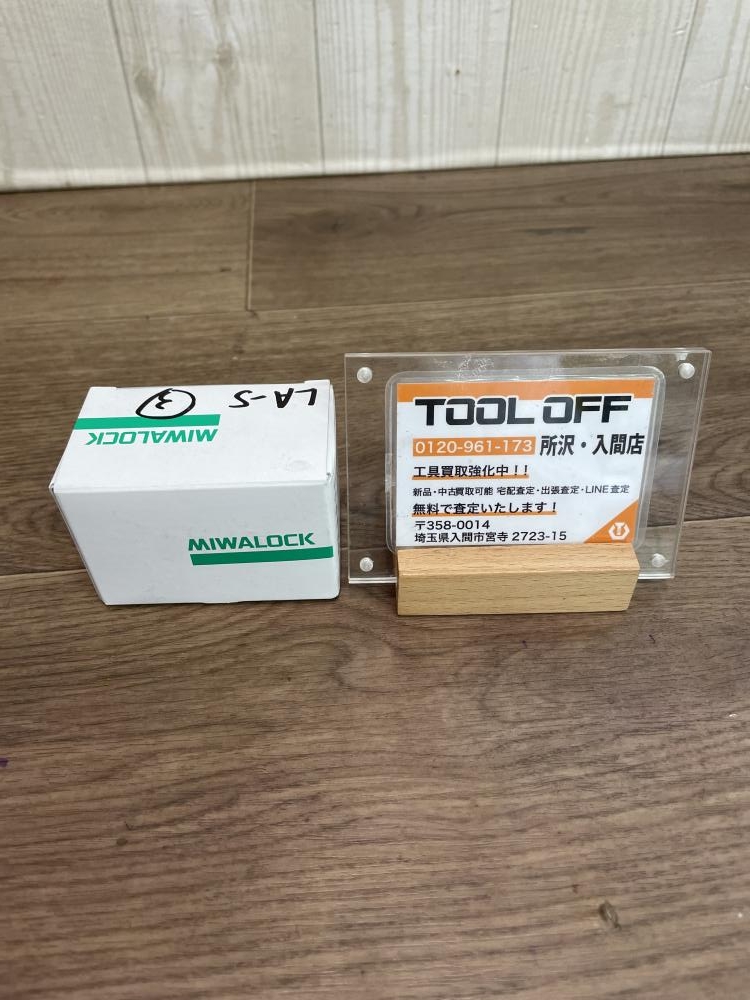 LA-S ③
MIWALOCK
MIWALOCK
TOOL OFF
0120-961-173 所沢・入間店
工具買取強化中!!
新品・中古買取可能 宅配査定・出張査定・LINE査定
無料で査定いたします!
〒358-0014
埼玉県入間市宮寺 2723-15